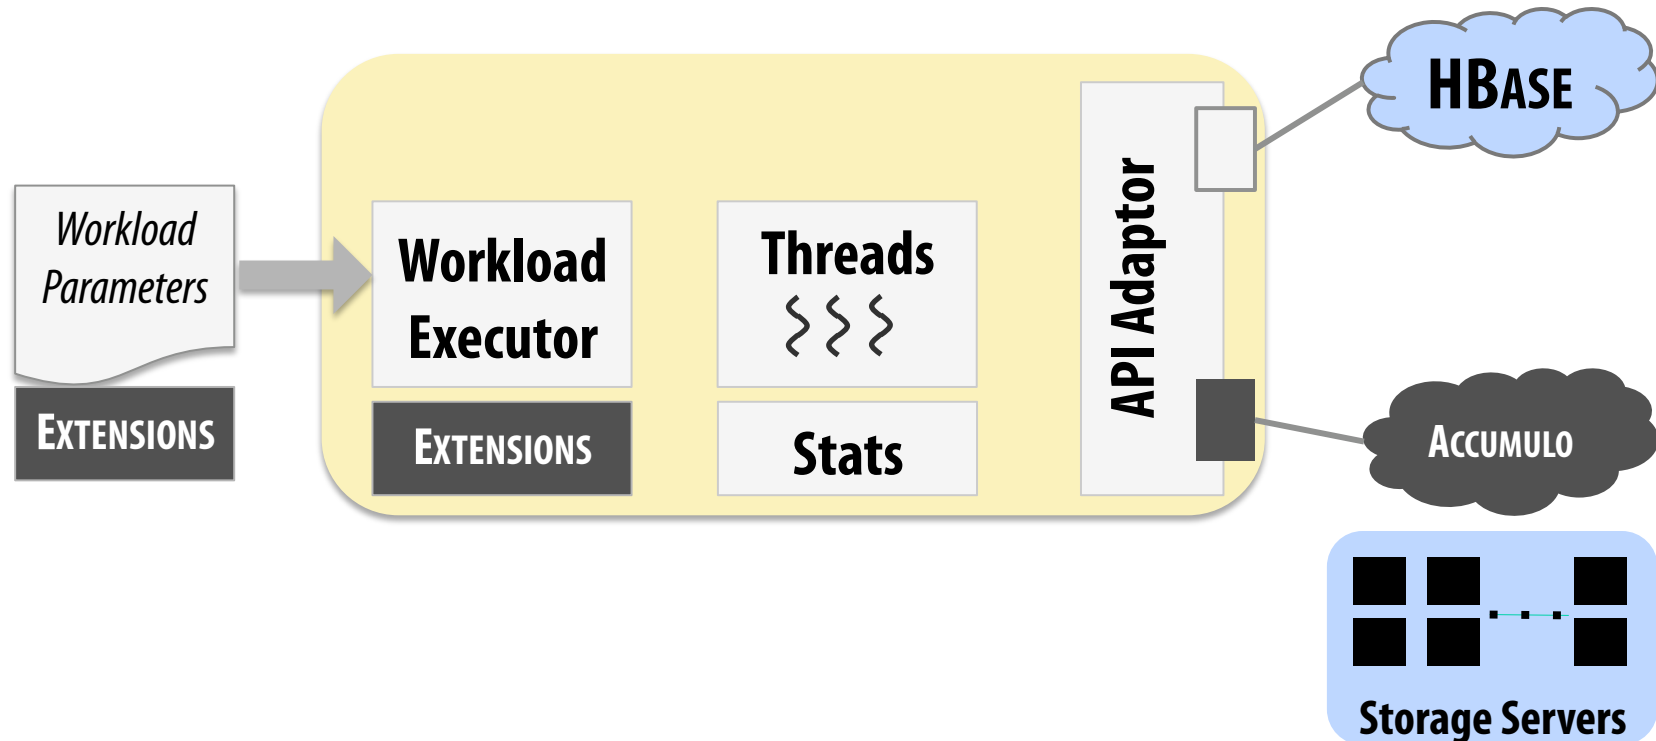 Workload
Parameters
EXTENSIONS
Workload
Executor
EXTENSIONS
Threads
Stats
API Adaptor
HBASE
ACCUMULO
Storage Servers